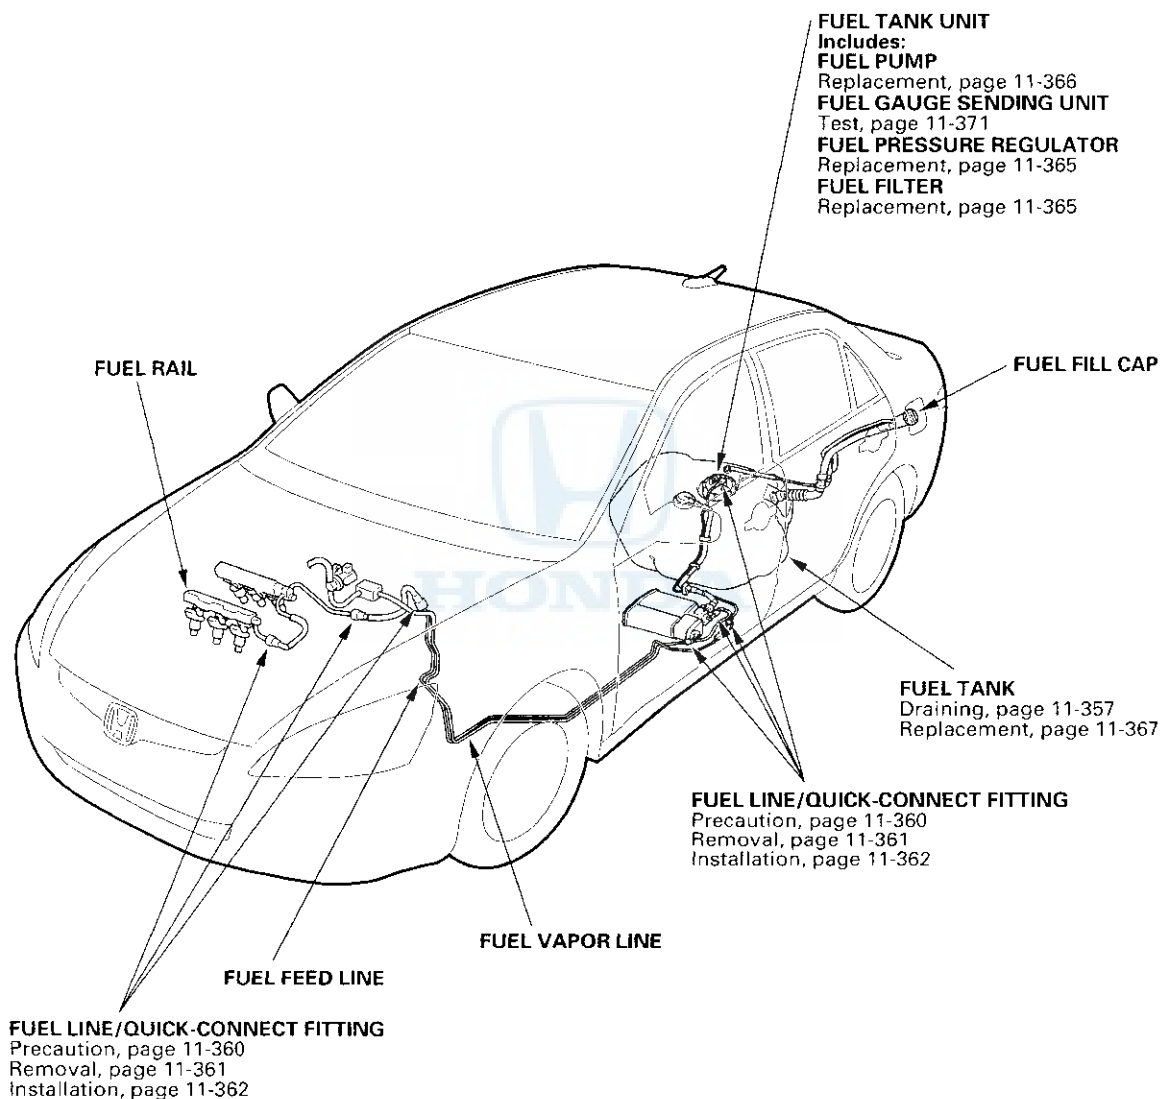 FUEL TANK UNIT
Includes:
FUEL PUMP
Replacement, page 11-366
FUEL GAUGE SENDING UNIT
Test, page 11-371
FUEL PRESSURE REGULATOR
Replacement, page 11-365
FUEL FILTER
Replacement, page 11-365
FUEL RAIL
FUEL FILL CAP
HONDA
FUEL TANK
Draining, page 11-357
Replacement, page 11-367
FUEL LINE/QUICK-CONNECT FITTING
Precaution, page 11-360
Removal, page 11-361
Installation, page 11-362
FUEL VAPOR LINE
FUEL FEED LINE
FUEL LINE/QUICK-CONNECT FITTING
Precaution, page 11-360
Removal, page 11-361
Installation, page 11-362